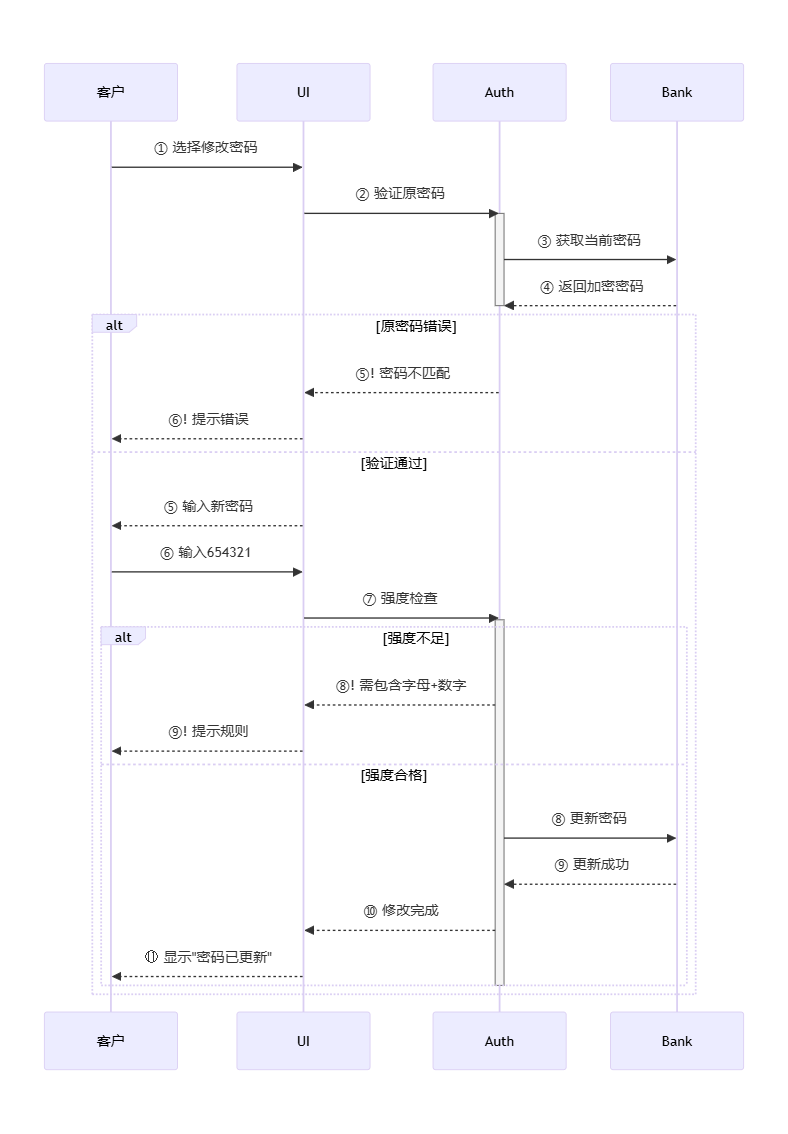 客户 UI Auth Bank
① 选择修改密码
② 验证原密码
③ 获取当前密码
④ 返回加密密码
alt [原密码错误]
⑤! 密码不匹配
⑥! 提示错误
[验证通过]
⑤ 输入新密码
⑥ 输入654321
⑦ 强度检查
alt [强度不足]
⑧! 需包含字母+数字
⑨! 提示规则
[强度合格]
⑧ 更新密码
⑨ 更新成功
⑩ 修改完成
⑪ 显示"密码已更新"
客户 UI Auth Bank